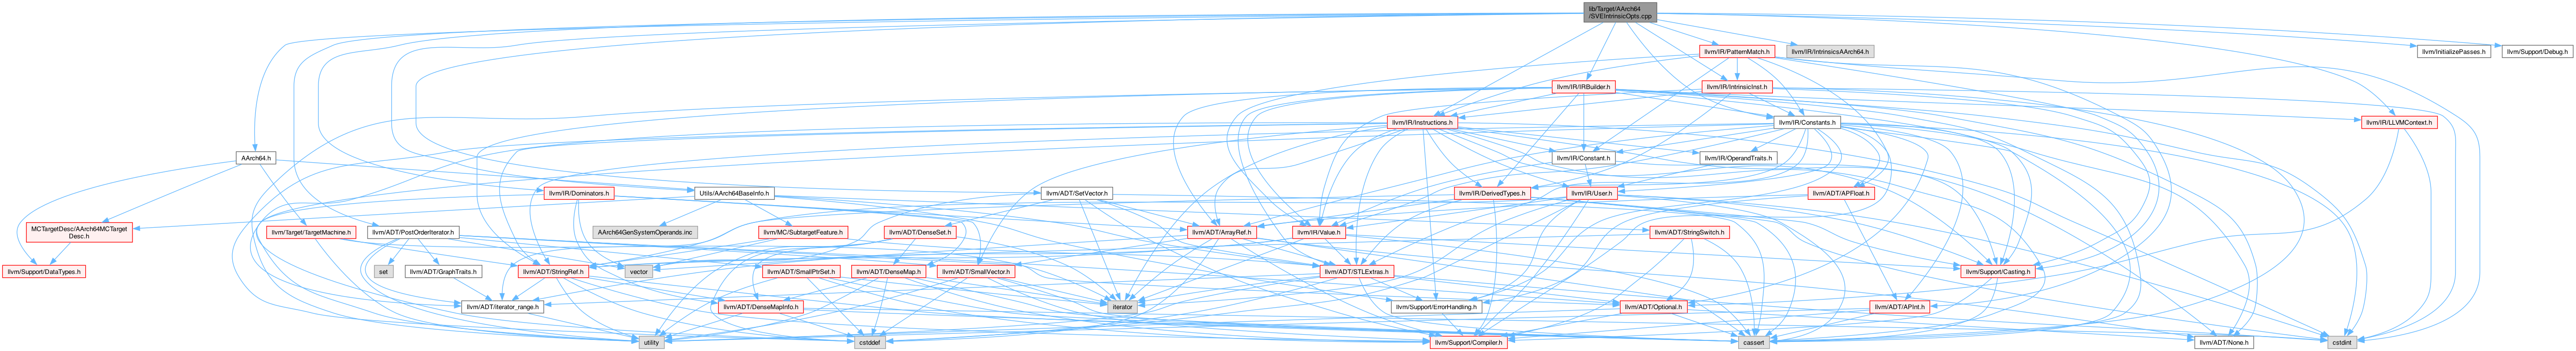 lib/Target/AArch64
/SVEIntrinsicOpts.cpp
llvm/IR/PatternMatch.h
llvm/IR/IntrinsicsAArch64.h
llvm/InitializePasses.h
llvm/Support/Debug.h
llvm/IR/IRBuilder.h
llvm/IR/IntrinsicInst.h
llvm/IR/Instructions.h
llvm/IR/Constants.h
llvm/IR/LLVMContext.h
AArch64.h
llvm/IR/Constant.h
llvm/IR/OperandTraits.h
llvm/IR/Dominators.h
Utils/AArch64BaseInfo.h
llvm/ADT/SetVector.h
llvm/IR/DerivedTypes.h
llvm/IR/User.h
llvm/ADT/APFloat.h
MCTargetDesc/AArch64MCTarget
Desc.h
llvm/Target/TargetMachine.h
llvm/ADT/PostOrderIterator.h
AArch64GenSystemOperands.inc
llvm/MC/SubtargetFeature.h
llvm/ADT/DenseSet.h
llvm/ADT/ArrayRef.h
llvm/IR/Value.h
llvm/ADT/StringSwitch.h
llvm/Support/DataTypes.h
set
llvm/ADT/GraphTraits.h
llvm/ADT/StringRef.h
vector
llvm/ADT/SmallPtrSet.h
llvm/ADT/DenseMap.h
llvm/ADT/SmallVector.h
llvm/ADT/STLExtras.h
llvm/Support/Casting.h
llvm/ADT/iterator_range.h
llvm/ADT/DenseMapInfo.h
iterator
llvm/Support/ErrorHandling.h
llvm/ADT/Optional.h
llvm/ADT/APInt.h
utility
cstddef
llvm/Support/Compiler.h
cassert
llvm/ADT/None.h
cstdint